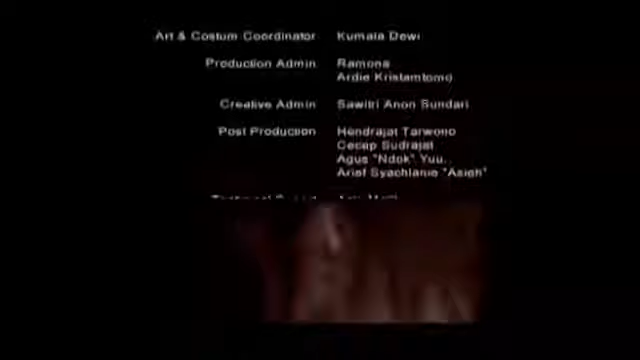 Art & Costum Coordinator Kumala Dewi
Production Admin Ramona
Ardie Kristamtomo
Creative Admin Sawitri Anon Sundari
Post Production Hendrajat Tarwono
Cecep Sudrajat
Agus "Ndok" Yuu..
Arief Syachlanie "Asigh"